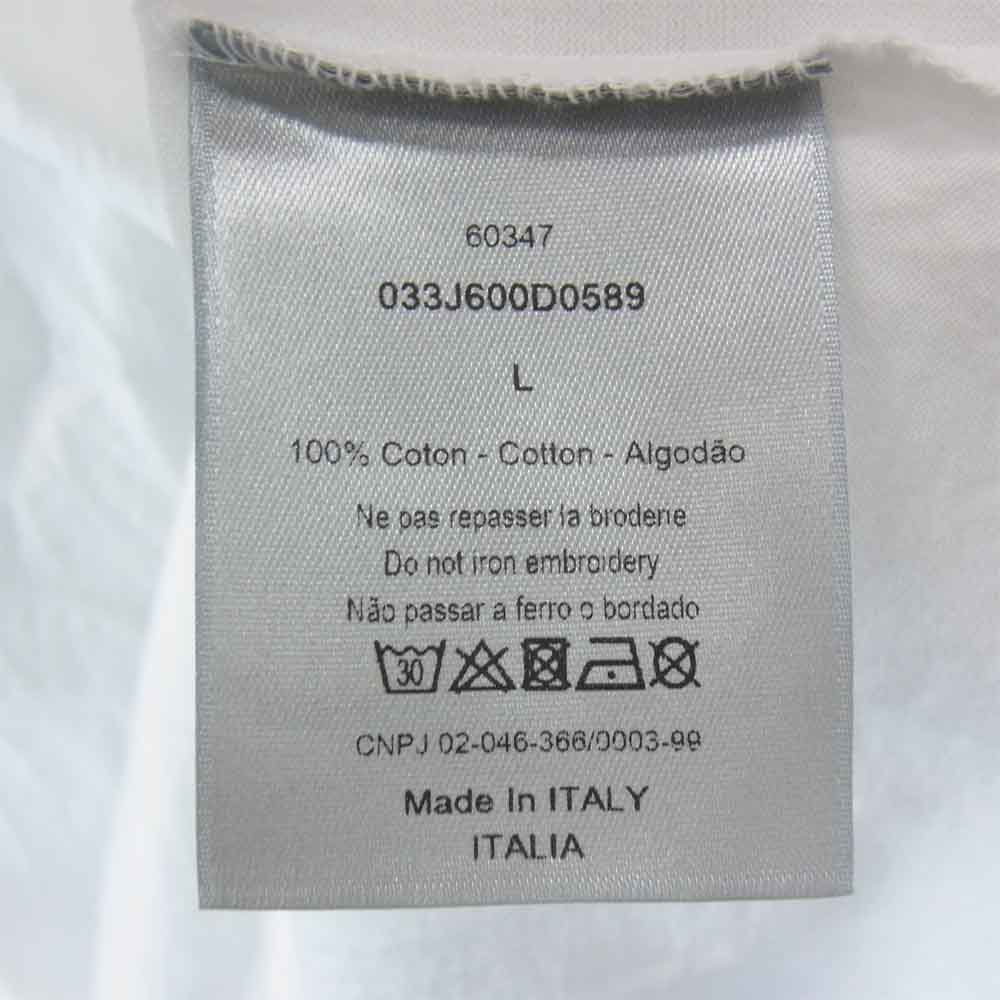 60347
033J600D0589
L
100% Coton - Cotton - Algodão
Ne pas repasser la broderie
Do not iron embroidery
Não passar a ferro o bordado
30
CNPJ 02-046-366/0003-99
Made In ITALY
ITALIA